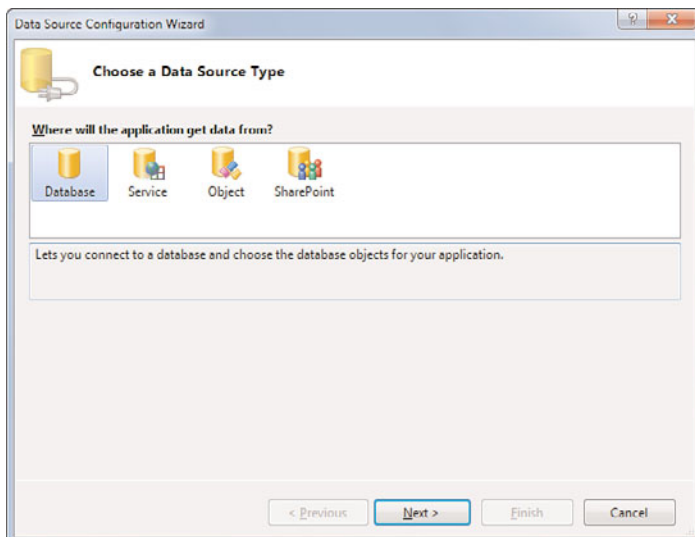 Data Source Configuration Wizard
Choose a Data Source Type
Where will the application get data from?
Database Service Object SharePoint
Lets you connect to a database and choose the database objects for your application.
< Previous Next > Finish Cancel